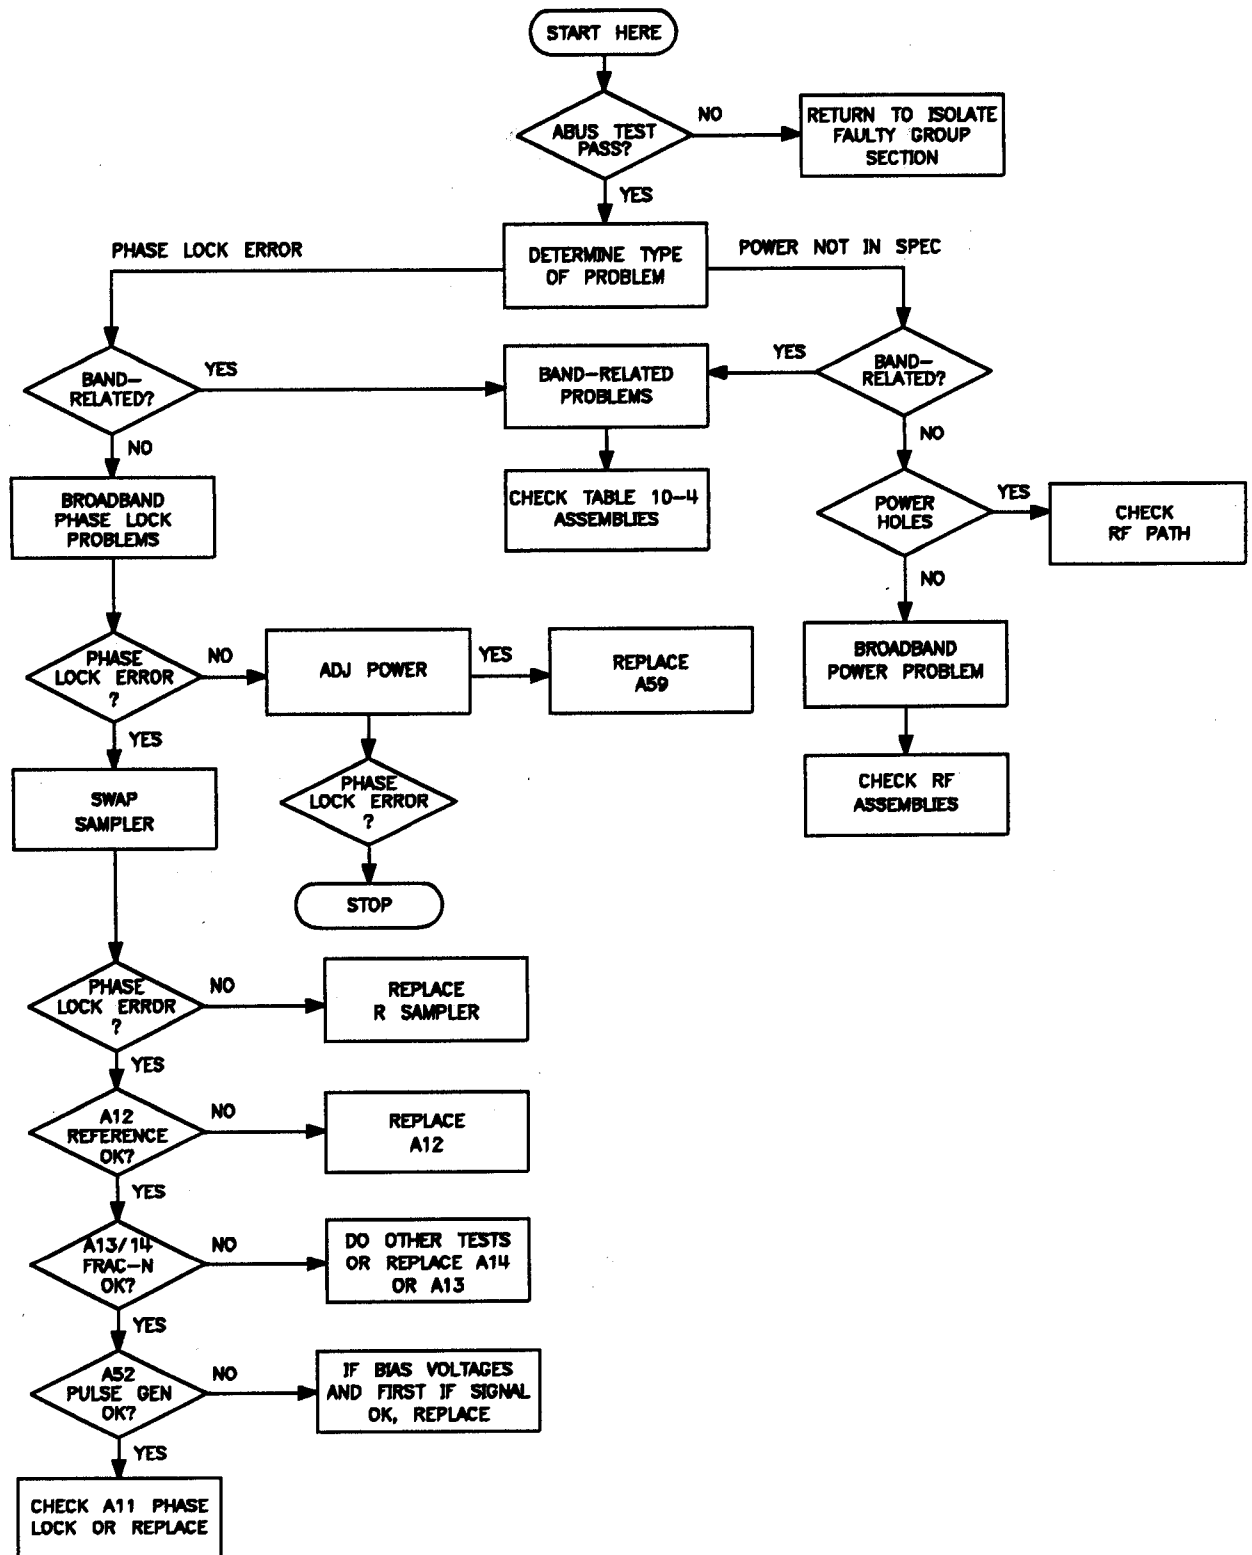 START HERE
ABUS TEST
PASS?
NO
RETURN TO ISOLATE
FAULTY GROUP
SECTION
YES
PHASE LOCK ERROR
DETERMINE TYPE
OF PROBLEM
POWER NOT IN SPEC
BAND-
RELATED?
YES
BAND-RELATED
PROBLEMS
YES
BAND-
RELATED?
NO
NO
BROADBAND
PHASE LOCK
PROBLEMS
CHECK TABLE 10-4
ASSEMBLIES
POWER
HOLES
YES
CHECK
RF PATH
NO
PHASE
LOCK ERROR
?
NO
ADJ POWER
YES
REPLACE
A59
BROADBAND
POWER PROBLEM
YES
SWAP
SAMPLER
PHASE
LOCK ERROR
?
CHECK RF
ASSEMBLIES
STOP
PHASE
LOCK ERROR
?
NO
REPLACE
R SAMPLER
YES
A12
REFERENCE
OK?
NO
REPLACE
A12
YES
A13/14
FRAC-N
OK?
NO
DO OTHER TESTS
OR REPLACE A14
OR A13
YES
A52
PULSE GEN
OK?
NO
IF BIAS VOLTAGES
AND FIRST IF SIGNAL
OK, REPLACE
YES
CHECK A11 PHASE
LOCK OR REPLACE